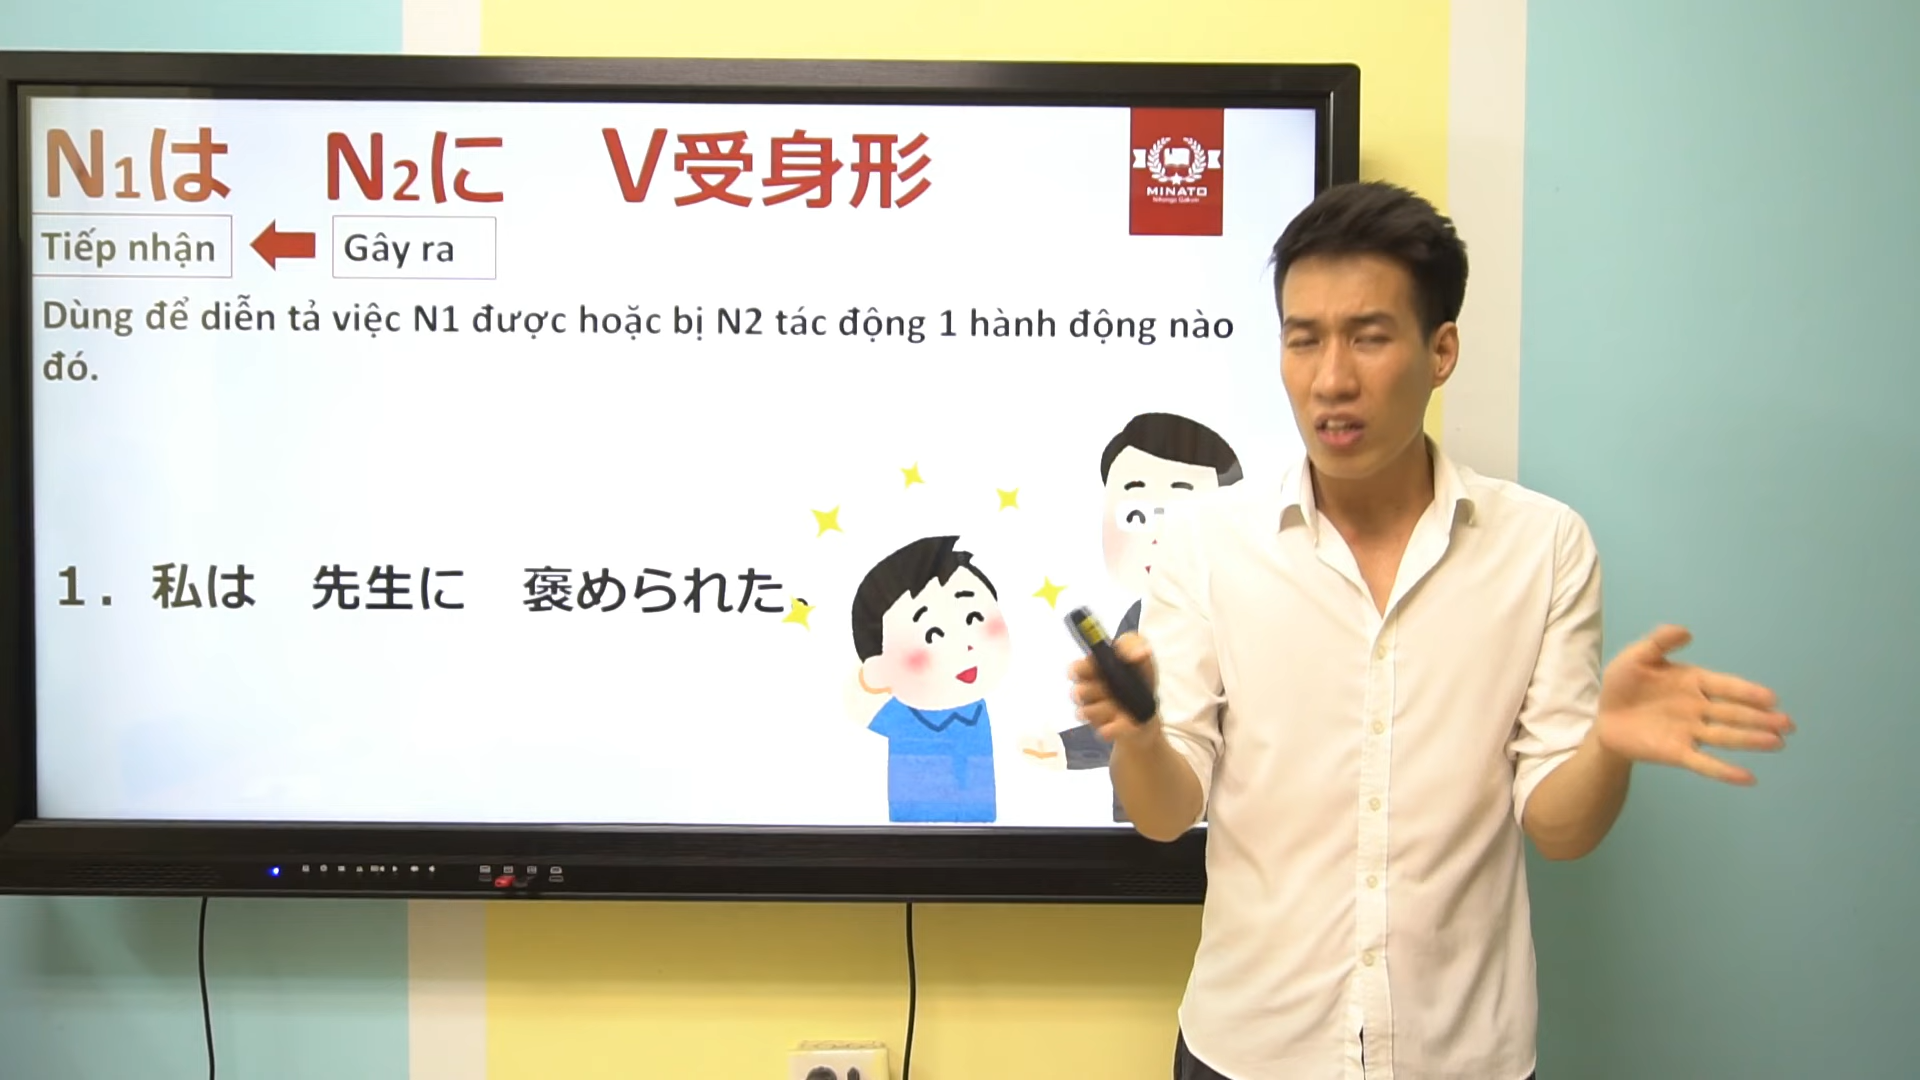 N1は N2に V受身形
MINATO
Tiếp nhận
Gây ra
Dùng để diễn tả việc N1 được hoặc bị N2 tác động 1 hành động nào
đó.
1. 私は 先生に 褒められた。